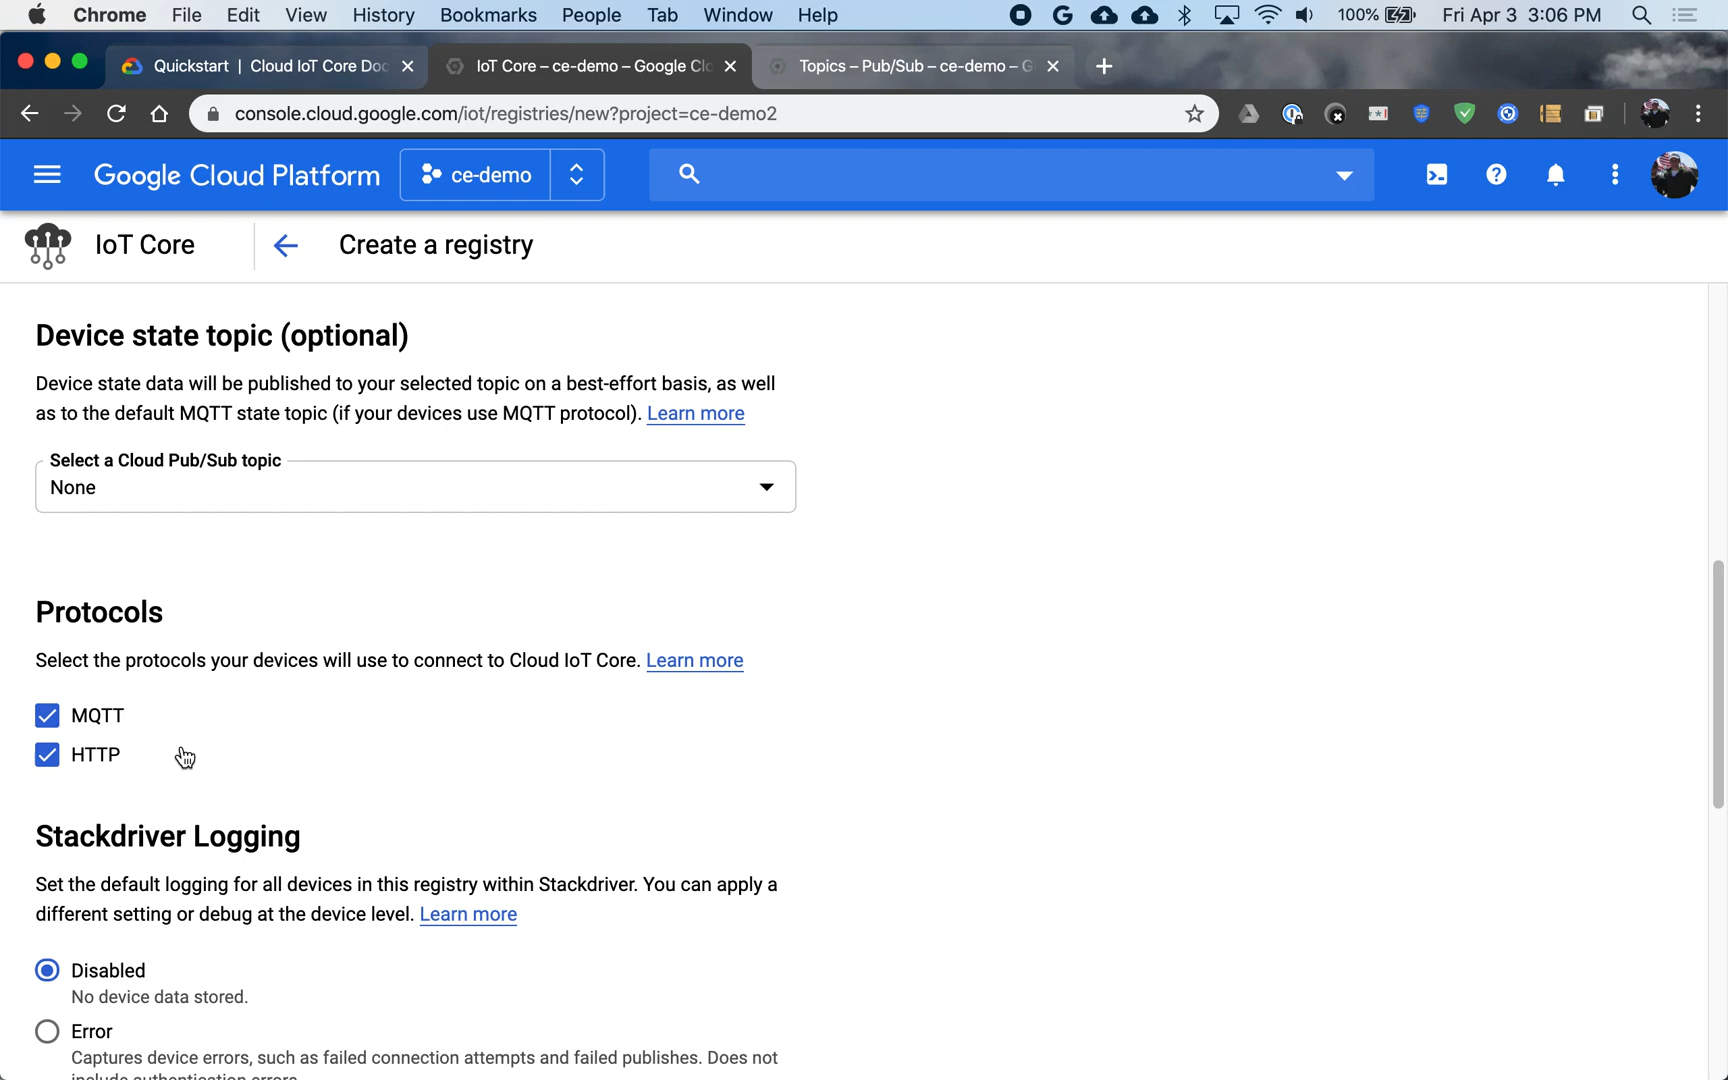 Chrome File Edit View History Bookmarks People Tab Window Help 100% Fri Apr 3 3:06 PM
Quickstart | Cloud IoT Core Doc IoT Core – ce-demo – Google Clo Topics – Pub/Sub – ce-demo – G
console.cloud.google.com/iot/registries/new?project=ce-demo2
Google Cloud Platform ce-demo
IoT Core Create a registry
Device state topic (optional)
Device state data will be published to your selected topic on a best-effort basis, as well
as to the default MQTT state topic (if your devices use MQTT protocol). Learn more
Select a Cloud Pub/Sub topic
None
Protocols
Select the protocols your devices will use to connect to Cloud IoT Core. Learn more
MQTT
HTTP
Stackdriver Logging
Set the default logging for all devices in this registry within Stackdriver. You can apply a
different setting or debug at the device level. Learn more
Disabled
No device data stored.
Error
Captures device errors, such as failed connection attempts and failed publishes. Does not
include authentication errors.